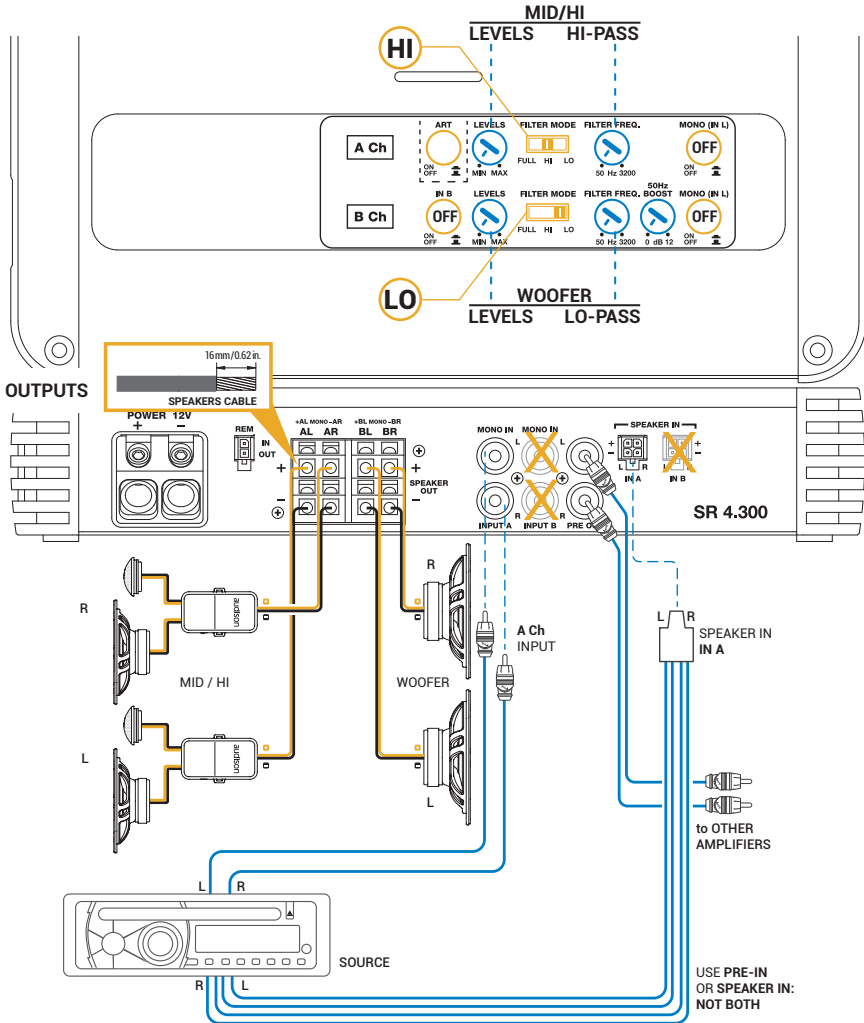 MID/HI
LEVELS HI-PASS
HI
ART LEVELS FILTER MODE FILTER FREQ. MONO (IN L)
A Ch
OFF
FULL HI LO
ON
OFF
MIN MAX
50 Hz 3200
ON
OFF
IN B LEVELS FILTER MODE FILTER FREQ. 50Hz BOOST MONO (IN L)
B Ch
OFF
OFF
FULL HI LO
ON
OFF
MIN MAX
50 Hz 3200
0 dB 12
ON
OFF
LO
WOOFER
LEVELS LO-PASS
16mm/0.62 in.
SPEAKERS CABLE
OUTPUTS
POWER 12V
+ −
REM
IN
OUT
+AL MONO −AR
AL AR
+BL MONO −BR
BL BR
+
−
+
−
SPEAKER OUT
MONO IN MONO IN
L L
R R
INPUT A INPUT B PRE O
SPEAKER IN
+
−
+
−
L R
L
IN A IN B
SR 4.300
R
audison
MID / HI
L
audison
R
WOOFER
L
A Ch
INPUT
L R
SPEAKER IN
IN A
to OTHER
AMPLIFIERS
L R
SOURCE
R L
USE PRE-IN
OR SPEAKER IN:
NOT BOTH